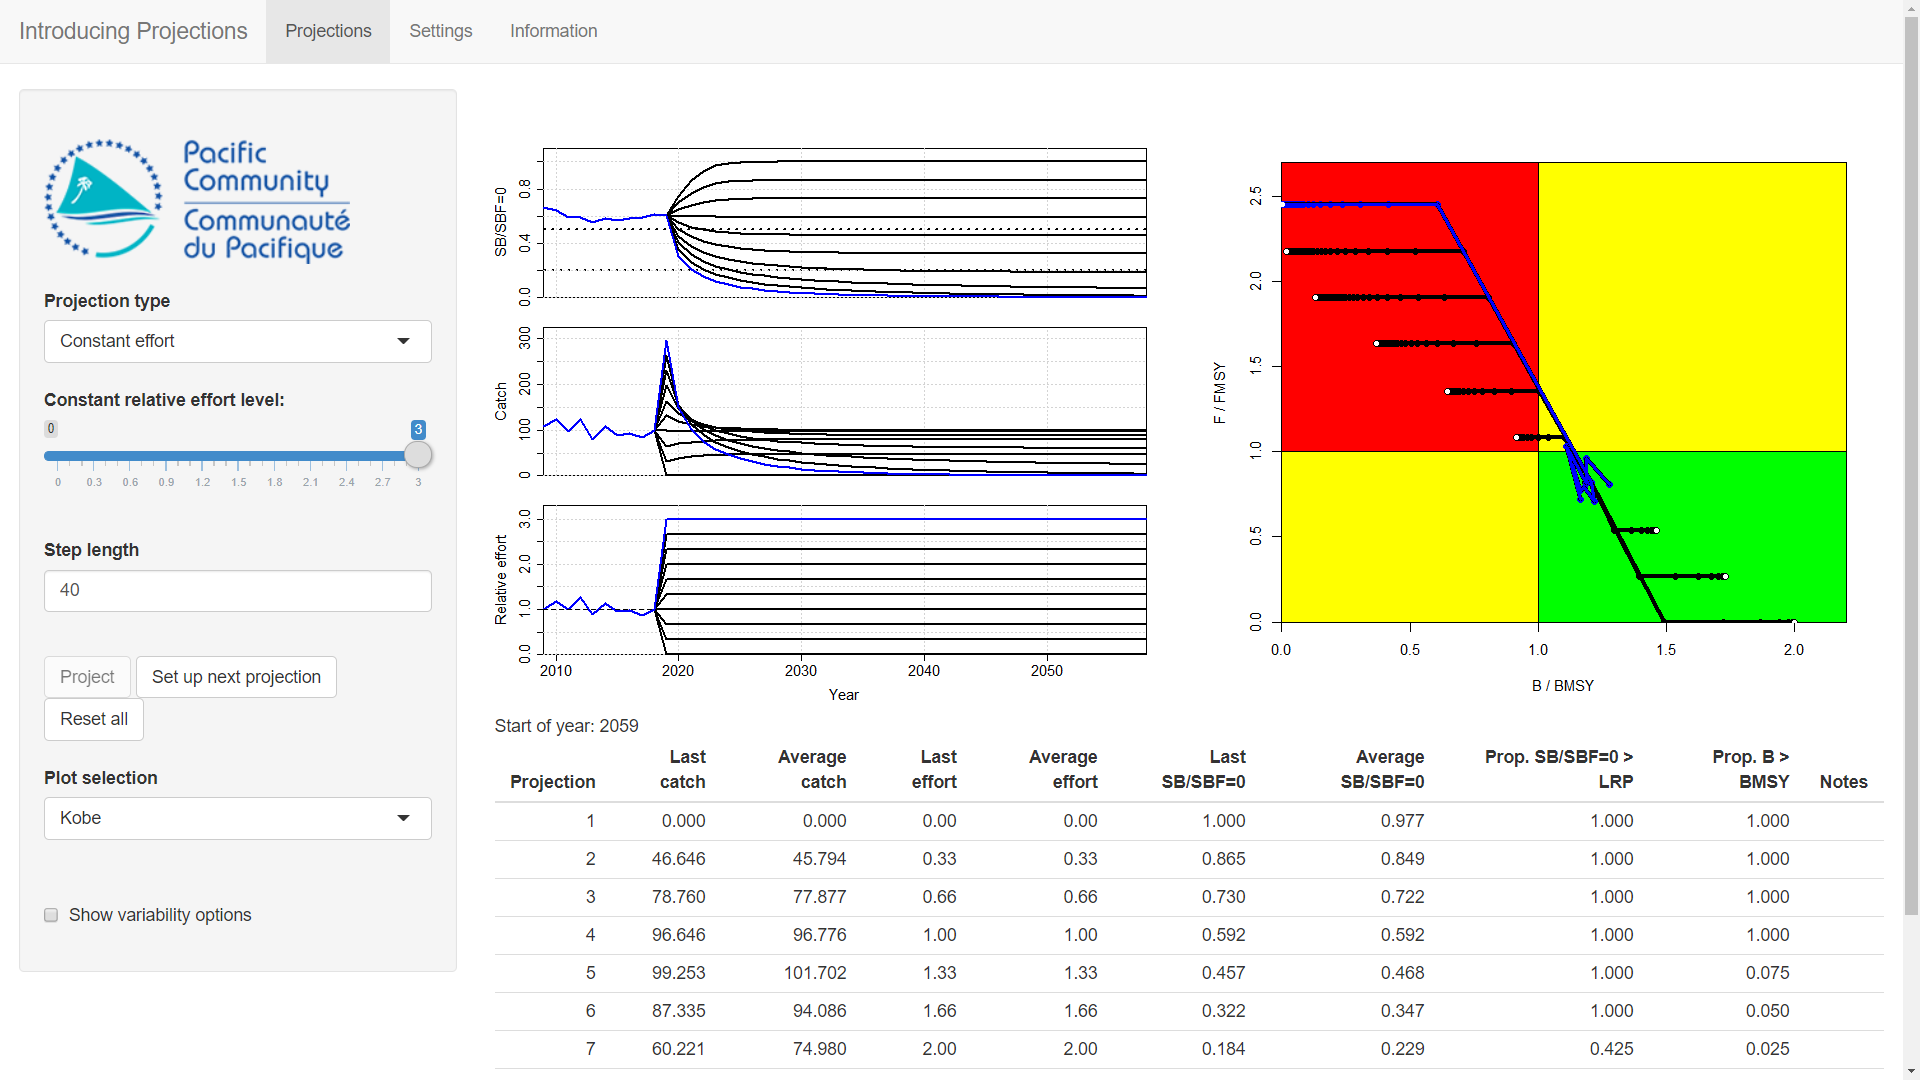 Introducing Projections
Projections
Settings
Information
Pacific
Community
Communauté
du Pacifique
Projection type
Constant effort
Constant relative effort level:
0
3
0 0.3 0.6 0.9 1.2 1.5 1.8 2.1 2.4 2.7 3
Step length
40
Project
Set up next projection
Reset all
Plot selection
Kobe
Show variability options
SB/SBF=0
0.8
0.4
0.0
Catch
300
200
100
0
Relative effort
3.0
2.0
1.0
0.0
2010 2020 2030 2040 2050
Year
F / FMSY
2.5
2.0
1.5
1.0
0.5
0.0
0.0 0.5 1.0 1.5 2.0
B / BMSY
Start of year: 2059
Last Average Last Average Last Average Prop. SB/SBF=0 > Prop. B >
Projection catch catch effort effort SB/SBF=0 SB/SBF=0 LRP BMSY Notes
1 0.000 0.000 0.00 0.00 1.000 0.977 1.000 1.000
2 46.646 45.794 0.33 0.33 0.865 0.849 1.000 1.000
3 78.760 77.877 0.66 0.66 0.730 0.722 1.000 1.000
4 96.646 96.776 1.00 1.00 0.592 0.592 1.000 1.000
5 99.253 101.702 1.33 1.33 0.457 0.468 1.000 0.075
6 87.335 94.086 1.66 1.66 0.322 0.347 1.000 0.050
7 60.221 74.980 2.00 2.00 0.184 0.229 0.425 0.025